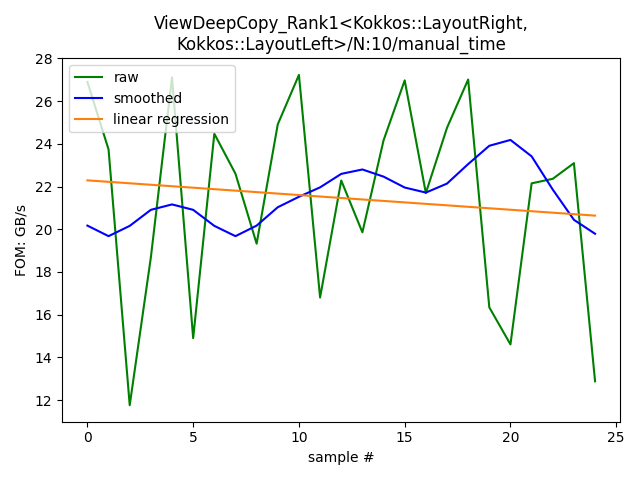 ViewDeepCopy_Rank1<Kokkos::LayoutRight,
Kokkos::LayoutLeft>/N:10/manual_time
raw
smoothed
linear regression
FOM: GB/s
28
26
24
22
20
18
16
14
12
0
5
10
15
20
25
sample #